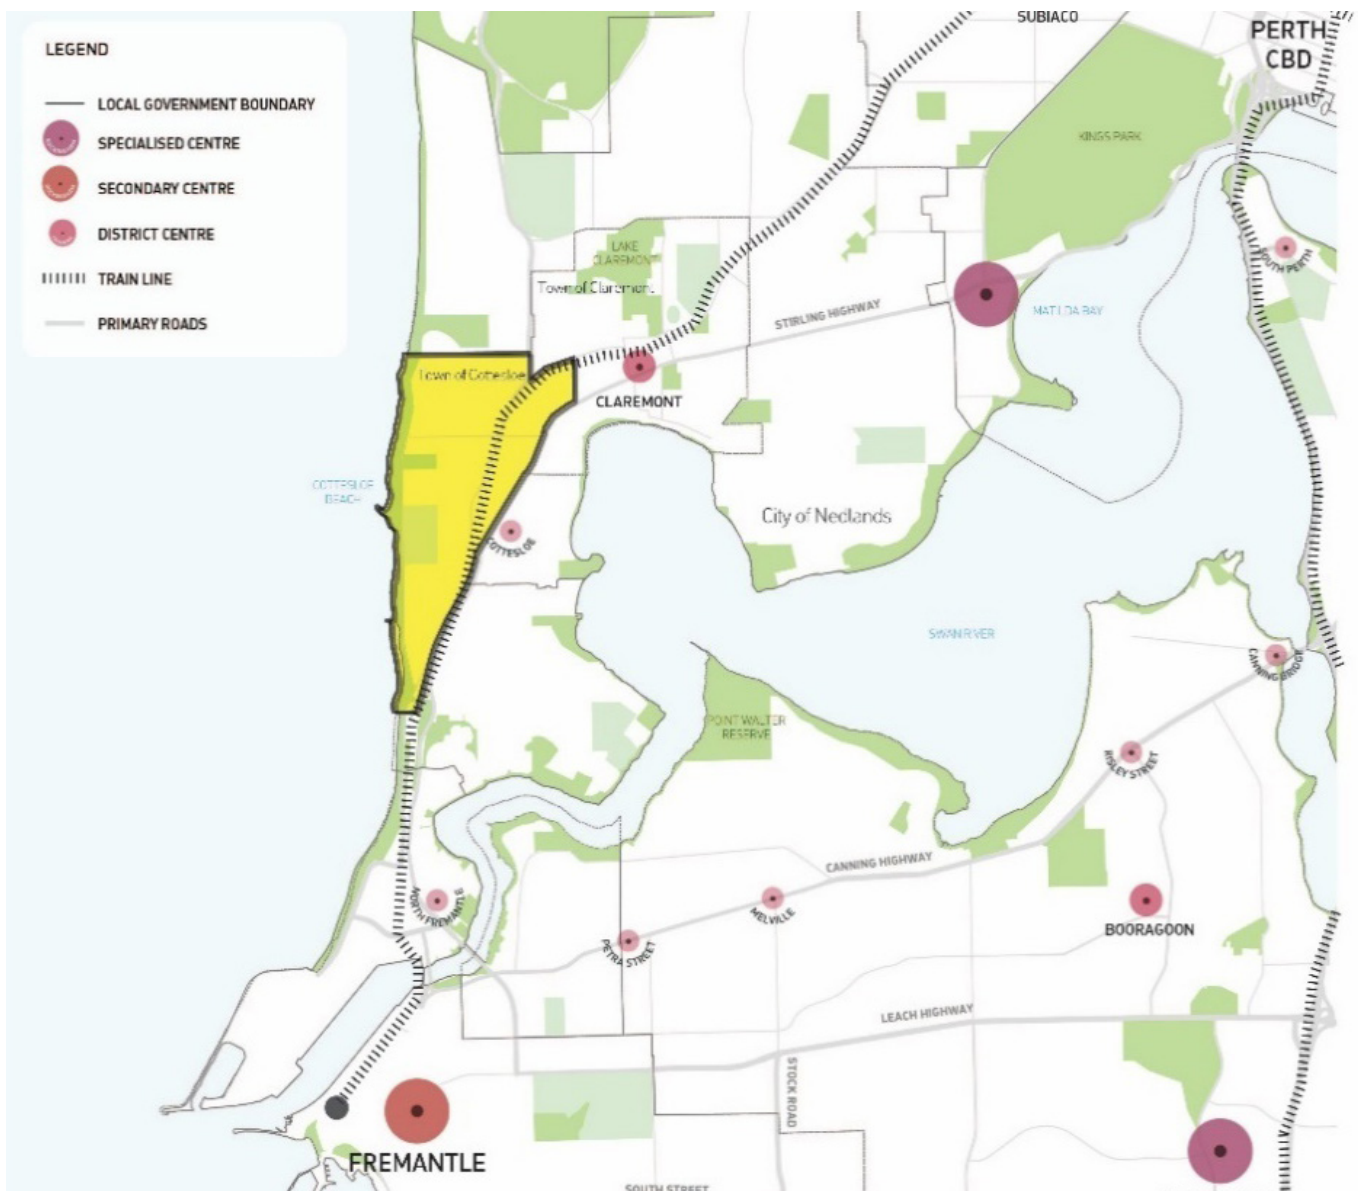 LEGEND
LOCAL GOVERNMENT BOUNDARY
SPECIALISED CENTRE
SECONDARY CENTRE
DISTRICT CENTRE
TRAIN LINE
PRIMARY ROADS
SUBIACO
PERTH
CBD
KINGS PARK
LAKE
CLAREMONT
Town of Claremont
SOUTH PERTH
STIRLING HIGHWAY
MATILDA BAY
Town of Cottesloe
CLAREMONT
COTTESLOE
BEACH
City of Nedlands
COTTESLOE
SWAN RIVER
CANNING BRIDGE
POINT WALTER
RESERVE
RISLEY STREET
CANNING HIGHWAY
NORTH FREMANTLE
MELVILLE
PETRA STREET
BOORAGOON
LEACH HIGHWAY
STOCK ROAD
FREMANTLE
SOUTH STREET